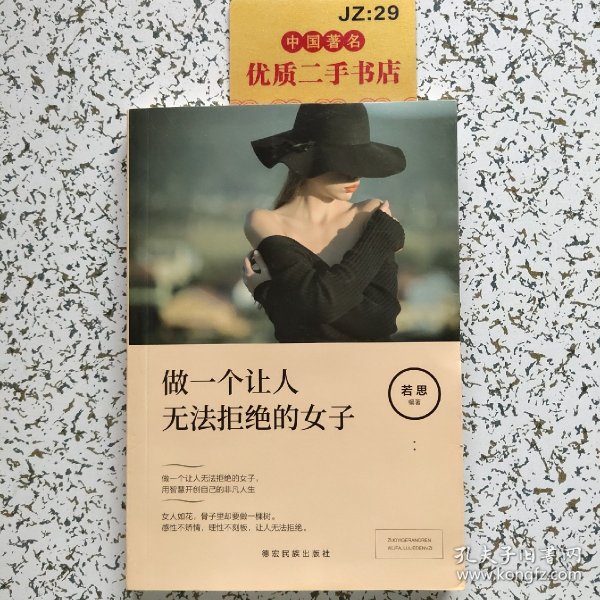 JZ:29
中国著名
优质二手书店
做一个让人
无法拒绝的女子
若思
编著
做一个让人无法拒绝的女子,
用智慧开创自己的非凡人生
女人如花,骨子里却要做一棵树。
感性不矫情,理性不刻板,让人无法拒绝。
德宏民族出版社
ZUOYIGERANGREN
WUFAJUJUEDENVZI
孔夫子旧书网
www.kongfz.com